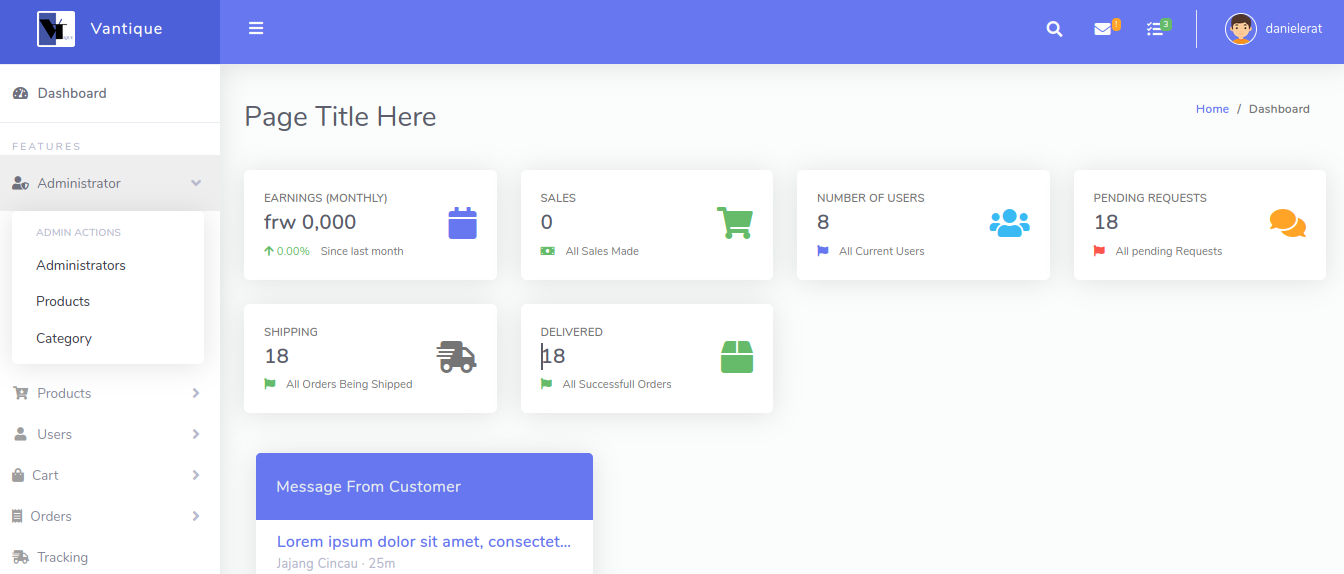 Vantique
!
3
danielerat
Dashboard
FEATURES
Administrator
ADMIN ACTIONS
Administrators
Products
Category
Products
Users
Cart
Orders
Tracking
Page Title Here
Home / Dashboard
EARNINGS (MONTHLY)
frw 0,000
0.00% Since last month
SALES
0
All Sales Made
NUMBER OF USERS
8
All Current Users
PENDING REQUESTS
18
All pending Requests
SHIPPING
18
All Orders Being Shipped
DELIVERED
18
All Successfull Orders
Message From Customer
Lorem ipsum dolor sit amet, consectet...
Jajang Cincau · 25m